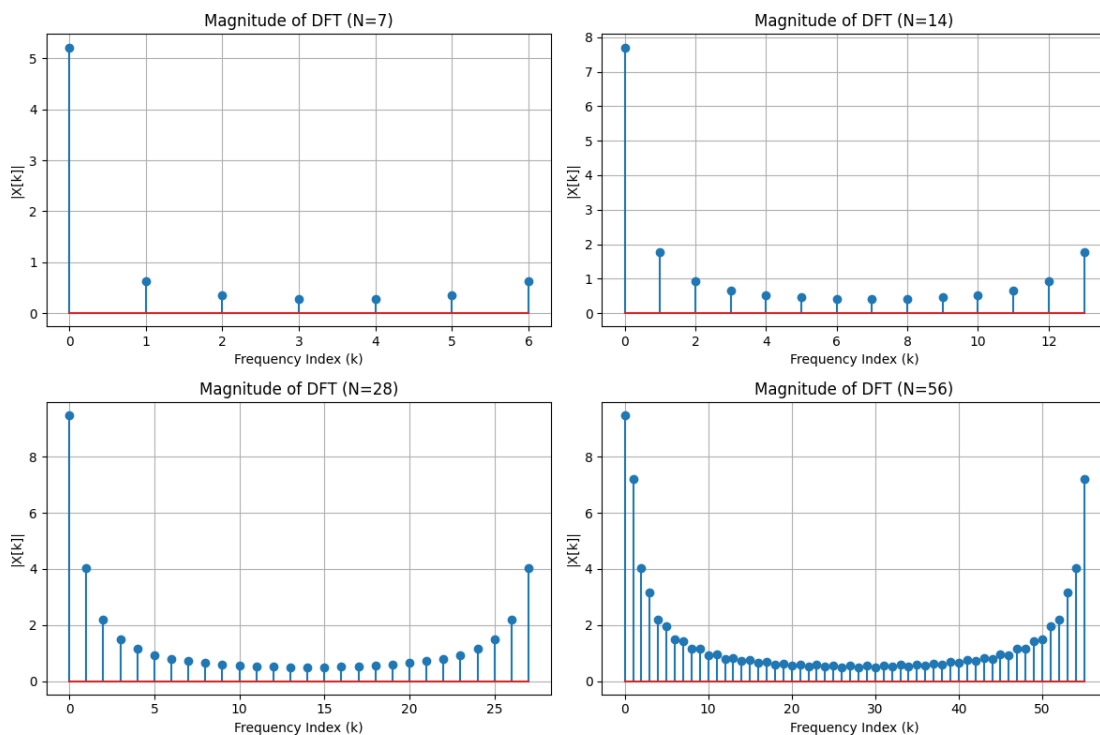 Magnitude of DFT (N=7)
|X[k]|
5
4
3
2
1
0
0 1 2 3 4 5 6
Frequency Index (k)
Magnitude of DFT (N=14)
|X[k]|
8
7
6
5
4
3
2
1
0
0 2 4 6 8 10 12
Frequency Index (k)
Magnitude of DFT (N=28)
|X[k]|
8
6
4
2
0
0 5 10 15 20 25
Frequency Index (k)
Magnitude of DFT (N=56)
|X[k]|
8
6
4
2
0
0 10 20 30 40 50
Frequency Index (k)